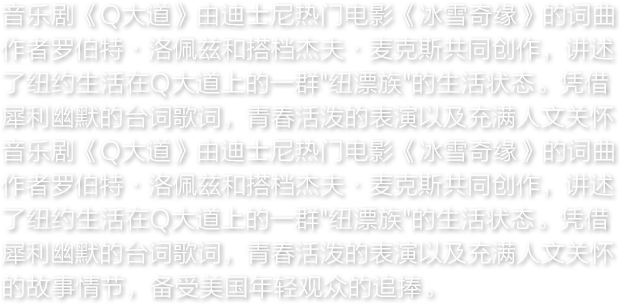 音乐剧《Q大道》由迪士尼热门电影《冰雪奇缘》的词曲
作者罗伯特·洛佩兹和搭档杰夫·麦克斯共同创作，讲述
了纽约生活在Q大道上的一群"纽票族"的生活状态。凭借
犀利幽默的台词歌词，青春活泼的表演以及充满人文关怀
音乐剧《Q大道》由迪士尼热门电影《冰雪奇缘》的词曲
作者罗伯特·洛佩兹和搭档杰夫·麦克斯共同创作，讲述
了纽约生活在Q大道上的一群"纽票族"的生活状态。凭借
犀利幽默的台词歌词，青春活泼的表演以及充满人文关怀
的故事情节，备受美国年轻观众的追捧。